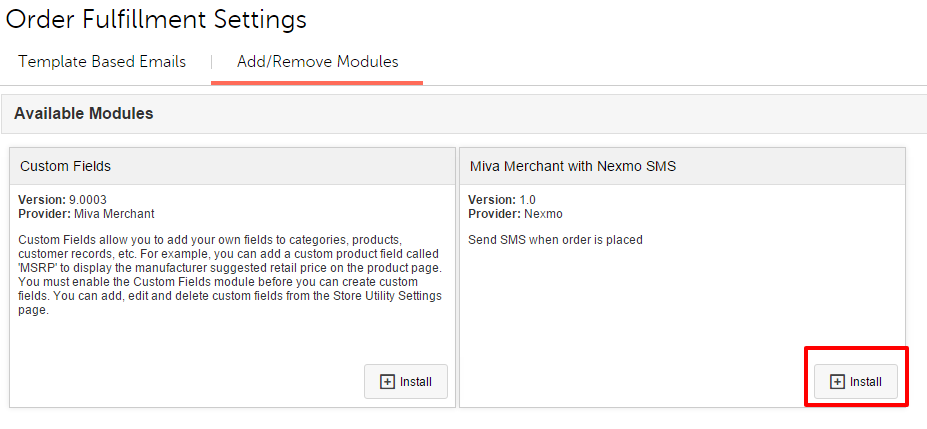 Order Fulfillment Settings
Template Based Emails
Add/Remove Modules
Available Modules
Custom Fields
Version: 9.0003
Provider: Miva Merchant
Custom Fields allow you to add your own fields to categories, products,
customer records, etc. For example, you can add a custom product field called
'MSRP' to display the manufacturer suggested retail price on the product page.
You must enable the Custom Fields module before you can create custom
fields. You can add, edit and delete custom fields from the Store Utility Settings
page.
Install
Miva Merchant with Nexmo SMS
Version: 1.0
Provider: Nexmo
Send SMS when order is placed
Install